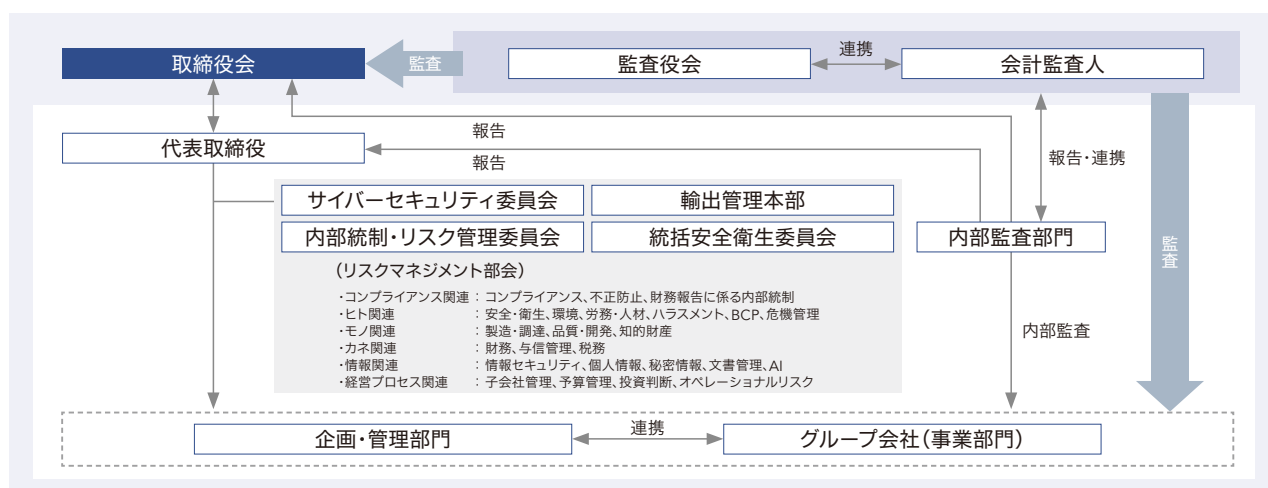 取締役会
監査
監査役会
連携
会計監査人
報告
代表取締役
報告
報告・連携
サイバーセキュリティ委員会
輸出管理本部
内部統制・リスク管理委員会
統括安全衛生委員会
内部監査部門
監査
（リスクマネジメント部会）
・コンプライアンス関連：コンプライアンス、不正防止、財務報告に係る内部統制
・ヒト関連：安全・衛生、環境、労務・人材、ハラスメント、BCP、危機管理
・モノ関連：製造・調達、品質・開発、知的財産
・カネ関連：財務、与信管理、税務
・情報関連：情報セキュリティ、個人情報、秘密情報、文書管理、AI
・経営プロセス関連：子会社管理、予算管理、投資判断、オペレーショナルリスク
内部監査
企画・管理部門
連携
グループ会社（事業部門）